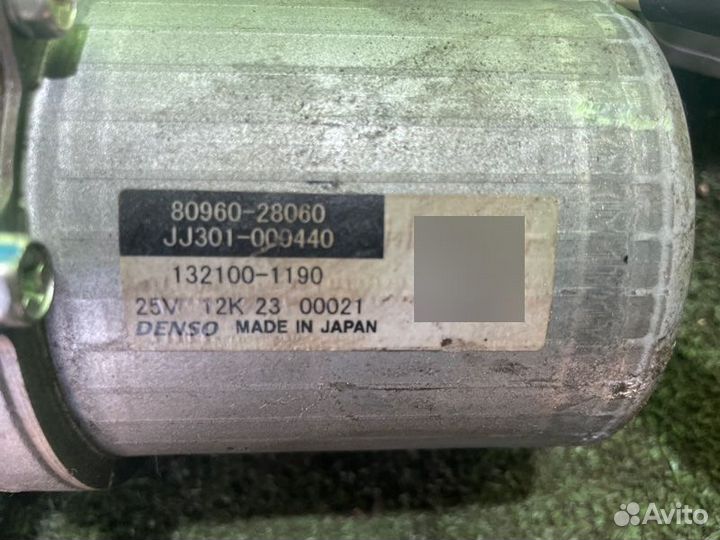 80960-28060
JJ301-009440
132100-1190
25V 12K 23 00021
DENSO MADE IN JAPAN
Avito